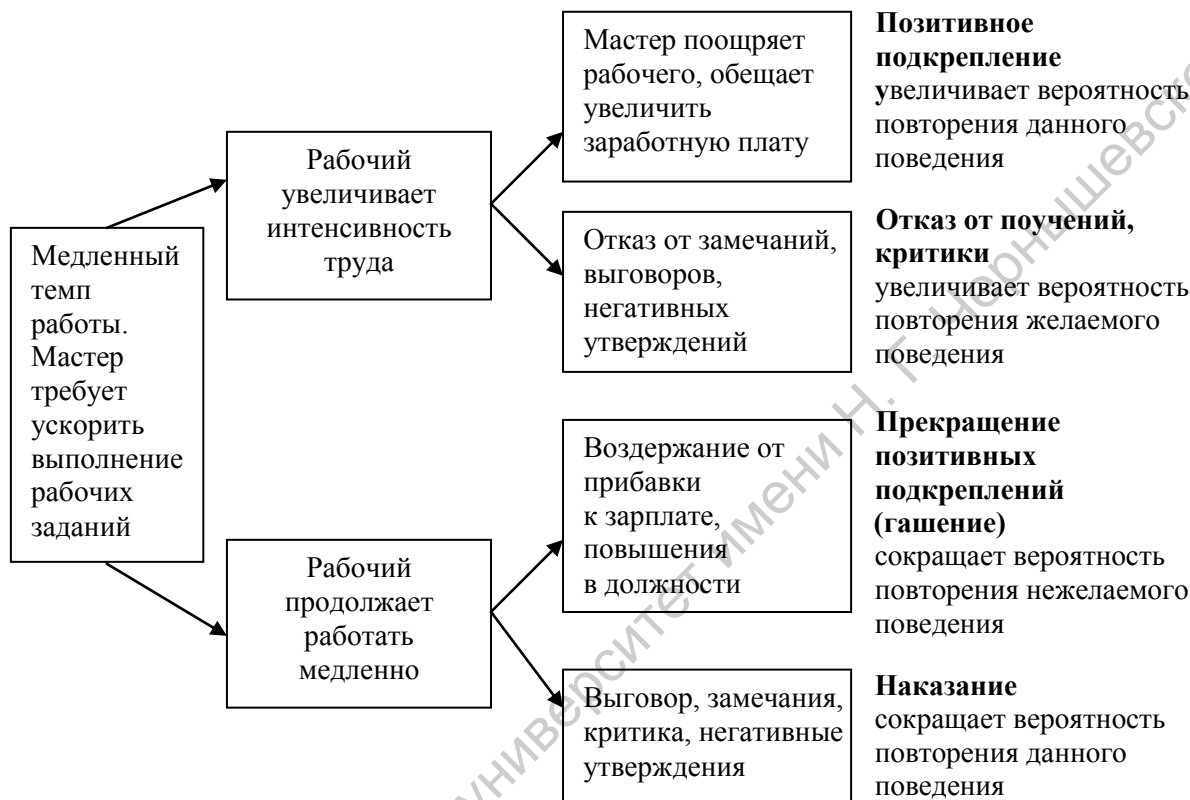 Медленный
темп
работы.
Мастер
требует
ускорить
выполнение
рабочих
заданий
Рабочий
увеличивает
интенсивность
труда
Мастер поощряет
рабочего, обещает
увеличить
заработную плату
Позитивное
подкрепление
увеличивает вероятность
повторения данного
поведения
Отказ от замечаний,
выговоров,
негативных
утверждений
Отказ от поучений,
критики
увеличивает вероятность
повторения желаемого
поведения
Рабочий
продолжает
работать
медленно
Воздержание от
прибавки
к зарплате,
повышения
в должности
Прекращение
позитивных
подкреплений
(гашение)
сокращает вероятность
повторения нежелаемого
поведения
Выговор, замечания,
критика, негативные
утверждения
Наказание
сокращает вероятность
повторения данного
поведения
университет имени Н. Г.